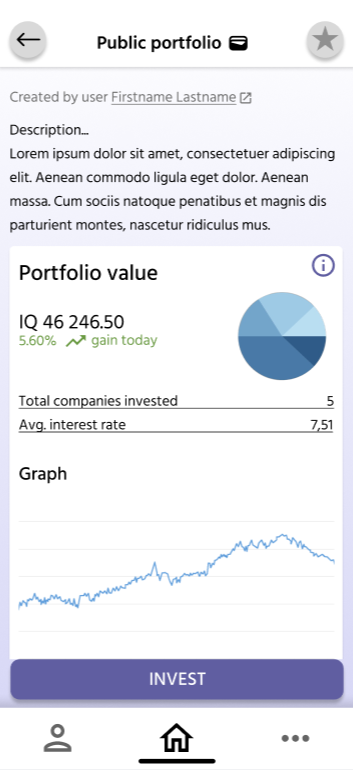 Public portfolio
Created by user Firstname Lastname
Description...
Lorem ipsum dolor sit amet, consectetuer adipiscing
elit. Aenean commodo ligula eget dolor. Aenean
massa. Cum sociis natoque penatibus et magnis dis
parturient montes, nascetur ridiculus mus.
Portfolio value
IQ 46 246.50
5.60% gain today
Total companies invested 5
Avg. interest rate 7,51
Graph
INVEST